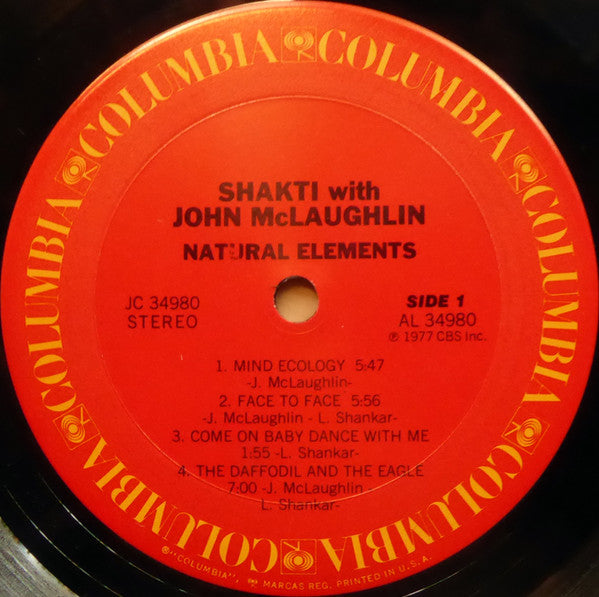 COLUMBIA COLUMBIA COLUMBIA COLUMBIA COLUMBIA COLUMBIA
SHAKTI with
JOHN McLAUGHLIN
NATURAL ELEMENTS
JC 34980
STEREO
SIDE 1
AL 34980
℗ 1977 CBS Inc.
1. MIND ECOLOGY 5:47
-J. McLaughlin-
2. FACE TO FACE 5:56
-J. McLaughlin - L. Shankar-
3. COME ON BABY DANCE WITH ME
1:55 -L. Shankar-
4. THE DAFFODIL AND THE EAGLE
7:00 -J. McLaughlin
L. Shankar-
®"COLUMBIA", MARCAS REG. PRINTED IN U.S.A.